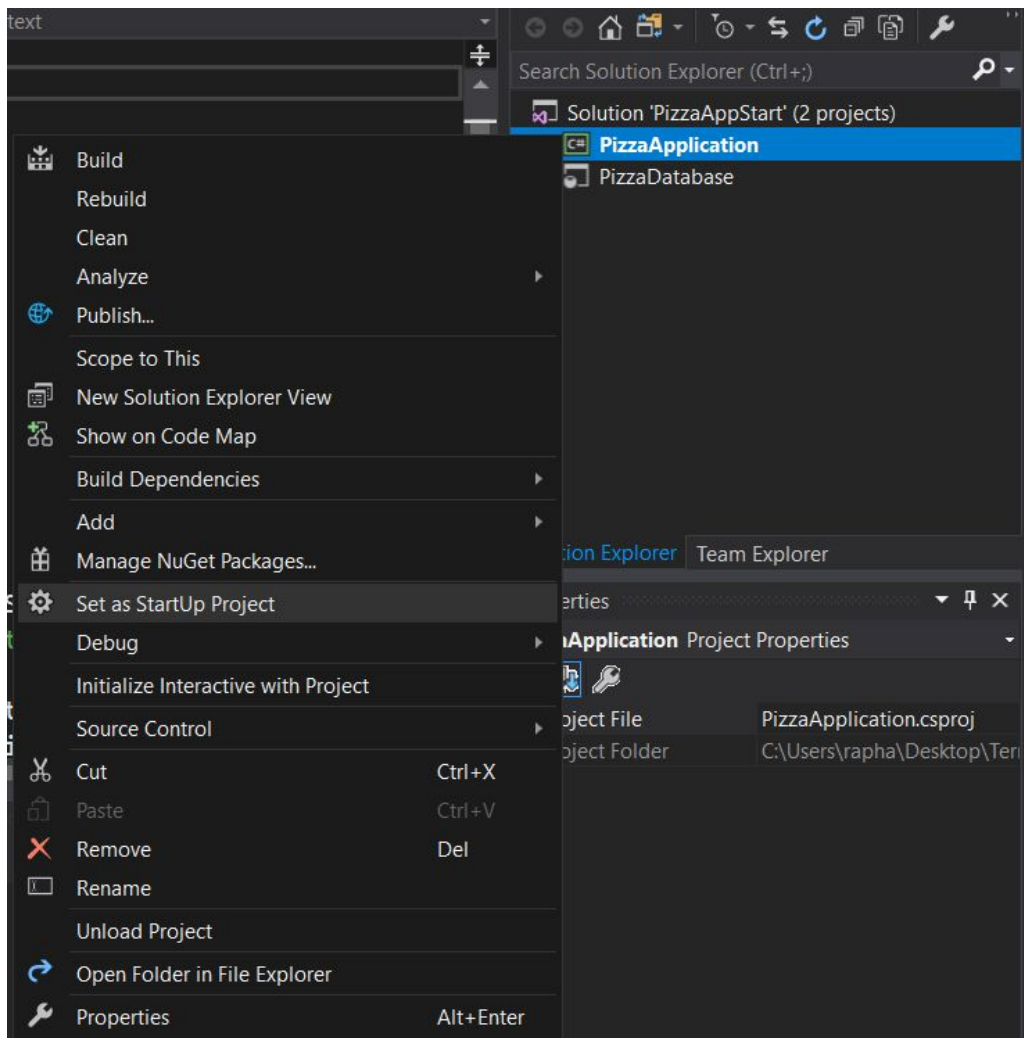 text
Search Solution Explorer (Ctrl+;)
Solution 'PizzaAppStart' (2 projects)
C# PizzaApplication
PizzaDatabase
Build
Rebuild
Clean
Analyze
Publish...
Scope to This
New Solution Explorer View
Show on Code Map
Build Dependencies
Add
Manage NuGet Packages...
Set as StartUp Project
Debug
Initialize Interactive with Project
Source Control
Cut Ctrl+X
Paste Ctrl+V
Remove Del
Rename
Unload Project
Open Folder in File Explorer
Properties Alt+Enter
tion Explorer Team Explorer
erties
Application Project Properties
oject File PizzaApplication.csproj
oject Folder C:\Users\rapha\Desktop\Ter